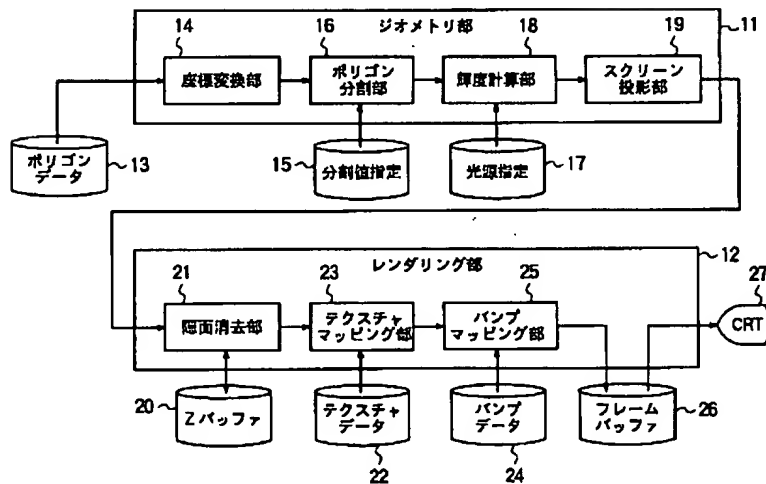 ジオメトリ部
11
14
座標変換部
16
ポリゴン
分割部
18
輝度計算部
19
スクリーン
投影部
ポリゴン
データ
13
15
分割値指定
光源指定
17
レンダリング部
12
21
隠面消去部
23
テクスチャ
マッピング部
25
バンプ
マッピング部
27
CRT
20
Zバッファ
テクスチャ
データ
22
バンプ
データ
24
フレーム
バッファ
26